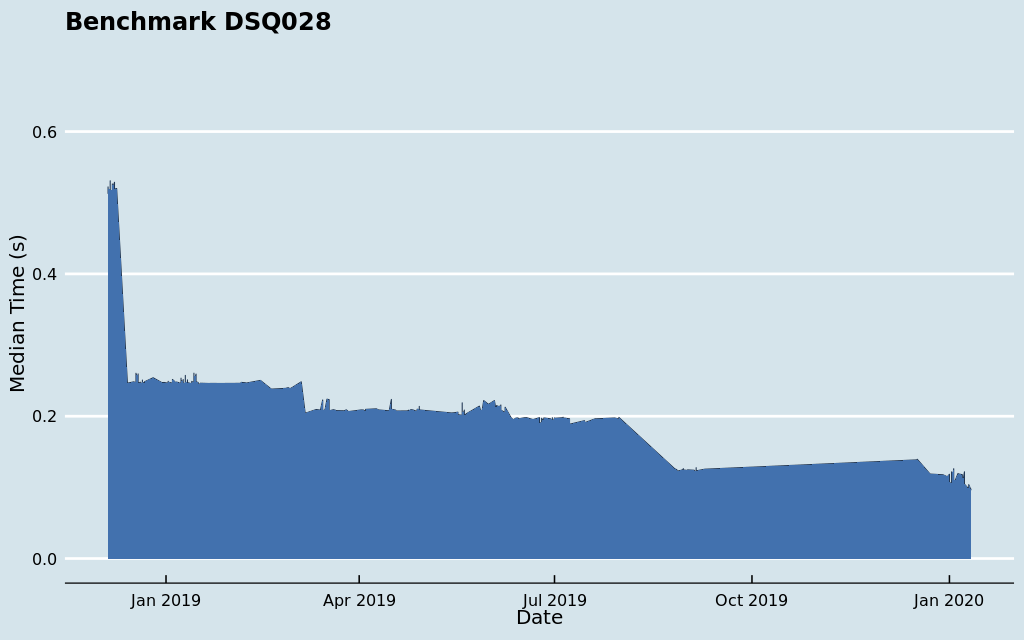 Benchmark DSQ028
Median Time (s)
0.6
0.4
0.2
0.0
Jan 2019
Apr 2019
Jul 2019
Oct 2019
Jan 2020
Date